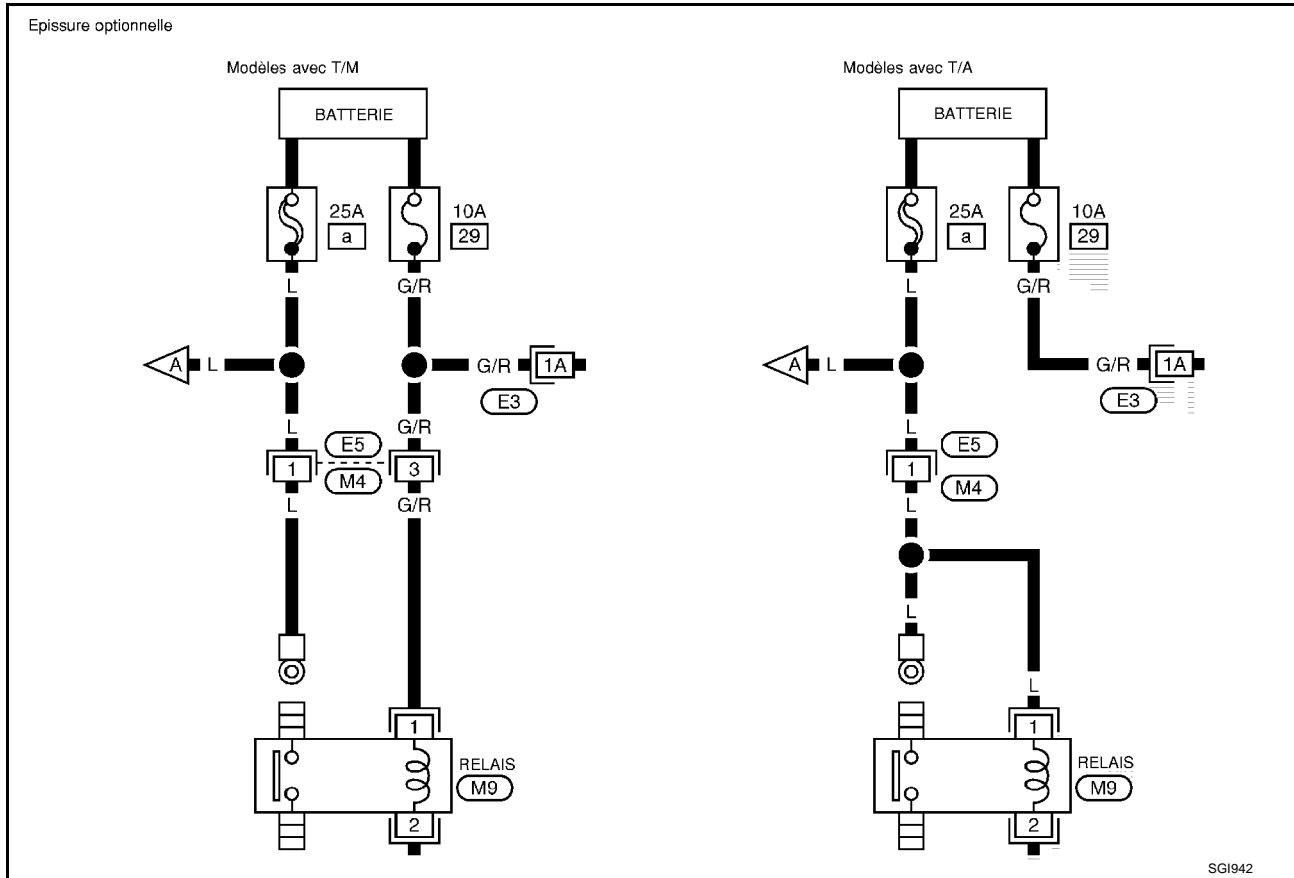 Epissure optionnelle
Modèles avec T/M
BATTERIE
25A
a
10A
29
L
G/R
A
L
G/R
1A
E3
L
G/R
1
E5
M4
3
L
G/R
1
RELAIS
M9
2
Modèles avec T/A
BATTERIE
25A
a
10A
29
L
G/R
A
L
G/R
1A
E3
L
1
E5
M4
L
L
L
1
RELAIS
M9
2
SGI942